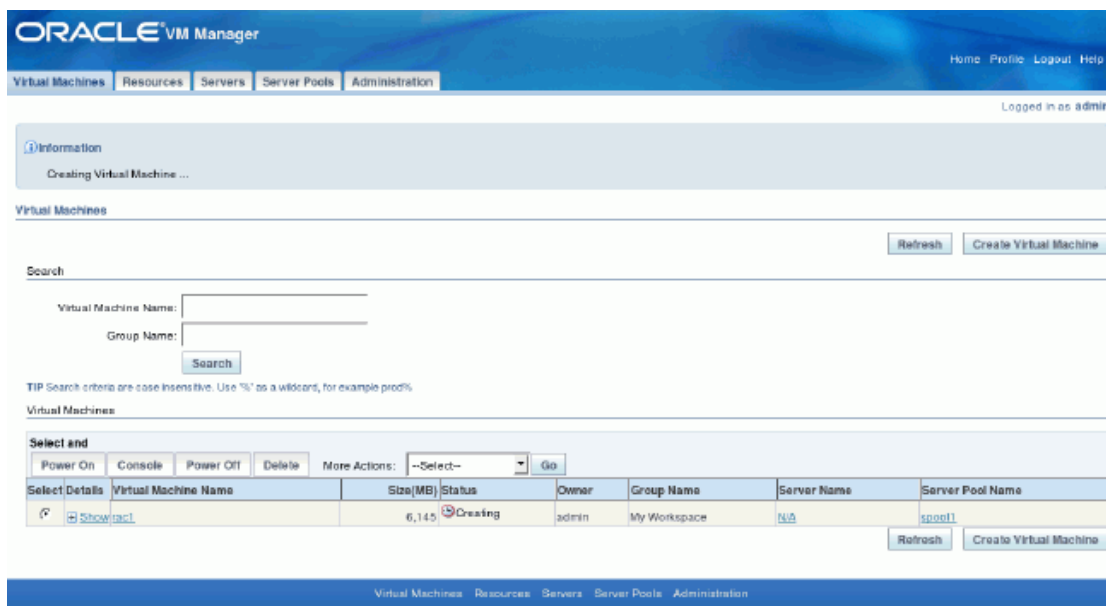 ORACLE VM Manager
Home Profile Logout Help
Virtual Machines Resources Servers Server Pools Administration
Logged in as admin
Information
Creating Virtual Machine ...
Virtual Machines
Refresh Create Virtual Machine
Search
Virtual Machine Name:
Group Name:
Search
TIP Search criteria are case insensitive. Use '%' as a wildcard, for example prod%
Virtual Machines
Select and
Power On Console Power Off Delete More Actions: --Select-- Go
Select Details Virtual Machine Name Size(MB) Status Owner Group Name Server Name Server Pool Name
Show rac1 6,145 Creating admin My Workspace N/A spool1
Refresh Create Virtual Machine
Virtual Machines Resources Servers Server Pools Administration